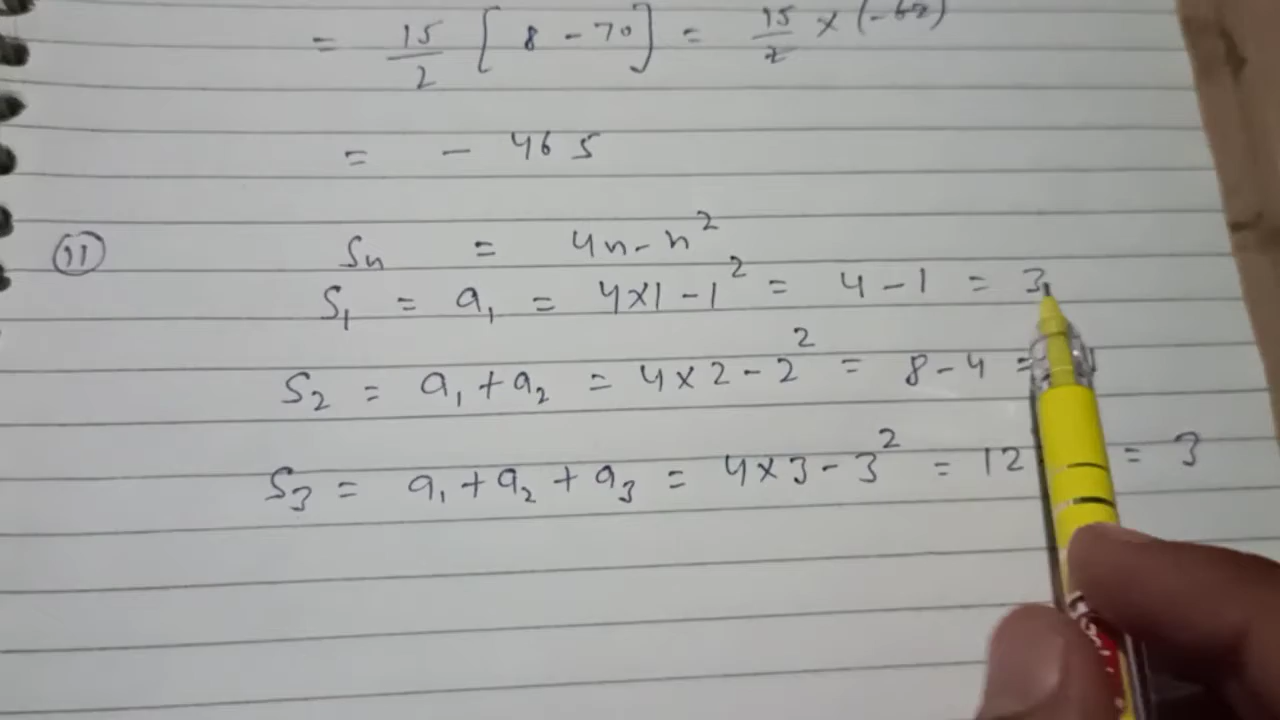 = 15/2 [ 8 - 70 ] = 15/2 × (-62)
= - 465
(11) Sn = 4n - n²
S₁ = a₁ = 4×1 - 1² = 4 - 1 = 3
S₂ = a₁ + a₂ = 4×2 - 2² = 8 - 4 =
S₃ = a₁ + a₂ + a₃ = 4×3 - 3² = 12 = 3